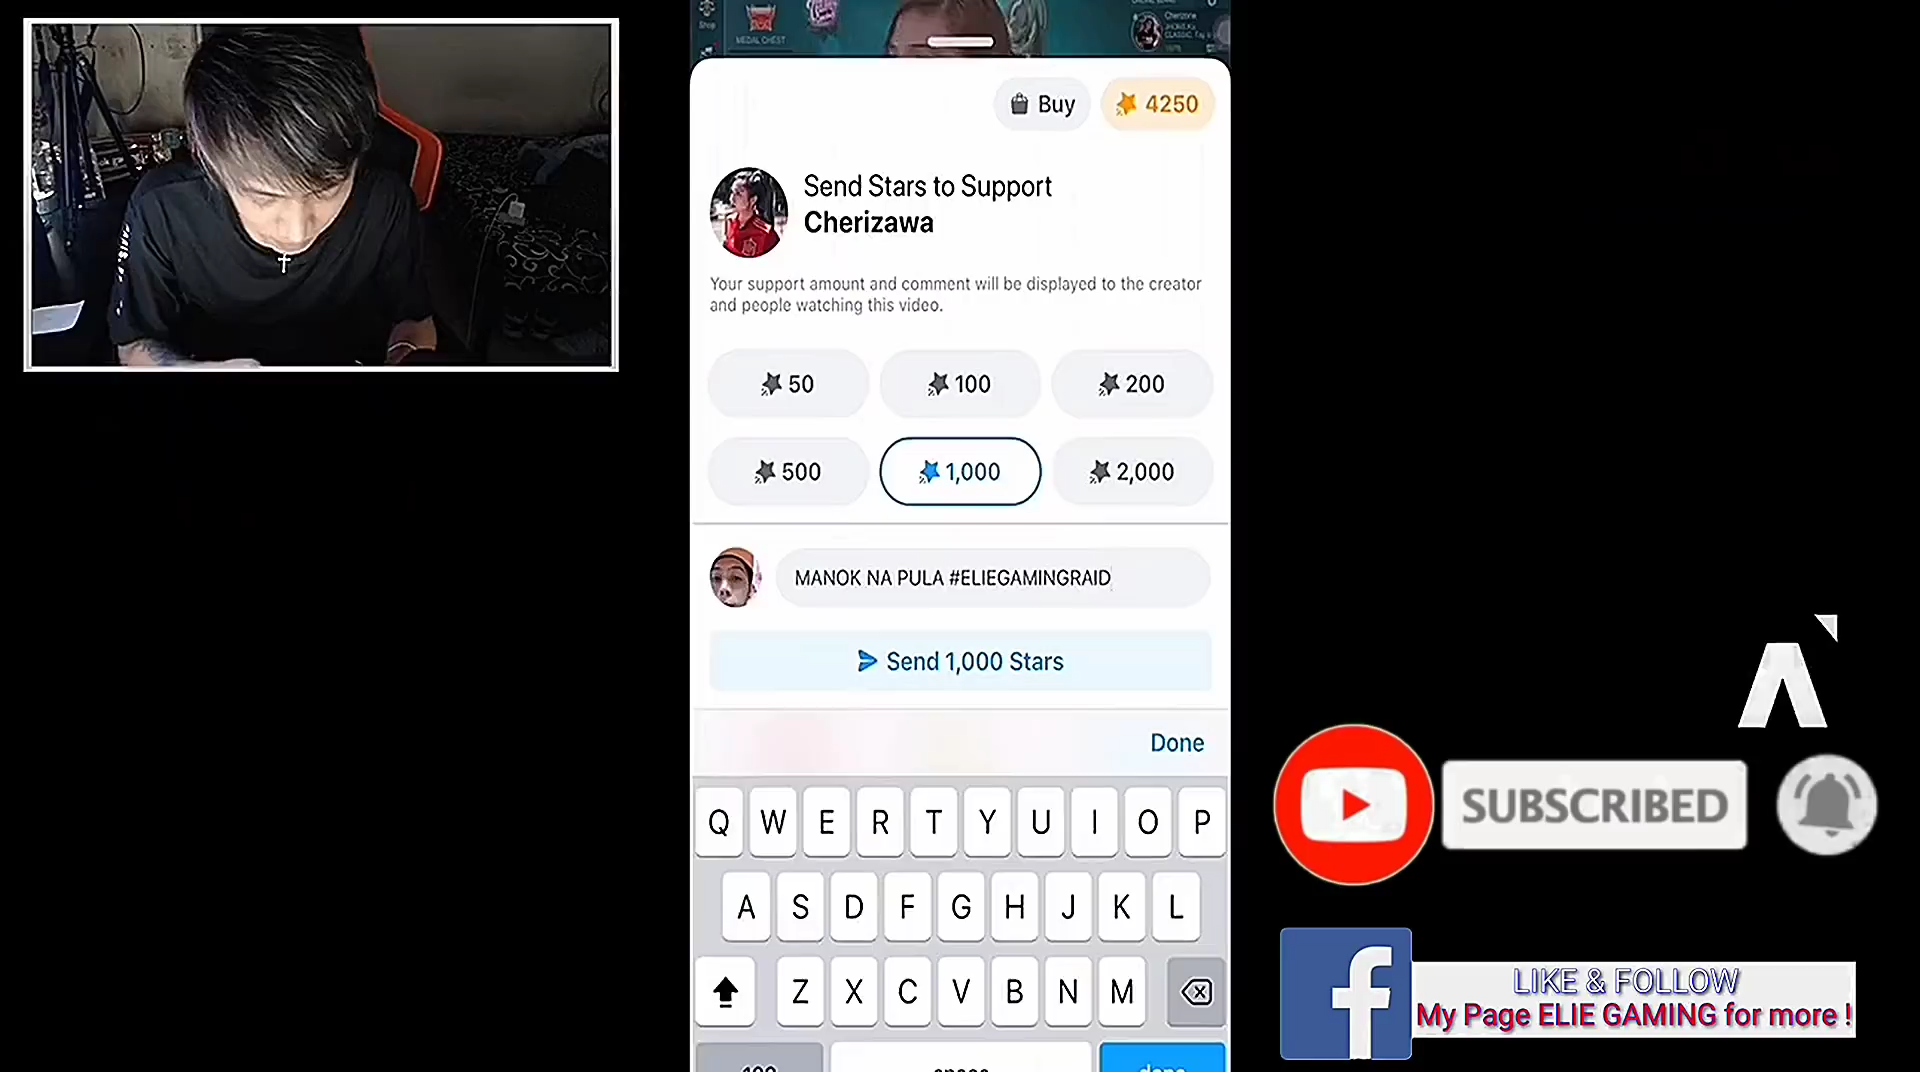 MEDAL CHEST
Buy
4250
Send Stars to Support
Cherizawa
Your support amount and comment will be displayed to the creator
and people watching this video.
50
100
200
500
1,000
2,000
MANOK NA PULA #ELIEGAMINGRAID
Send 1,000 Stars
Done
Q W E R T Y U I O P
A S D F G H J K L
Z X C V B N M
SUBSCRIBED
LIKE & FOLLOW
My Page ELIE GAMING for more !